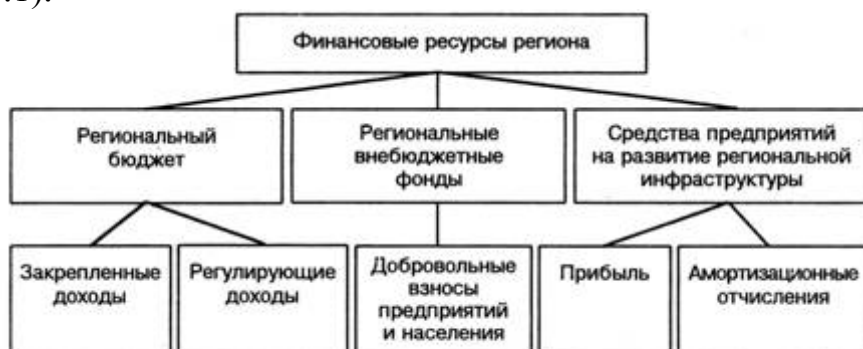 Финансовые ресурсы региона
Региональный
бюджет
Региональные
внебюджетные
фонды
Средства предприятий
на развитие региональной
инфраструктуры
Закрепленные
доходы
Регулирующие
доходы
Добровольные
взносы
предприятий
и населения
Прибыль
Амортизационные
отчисления